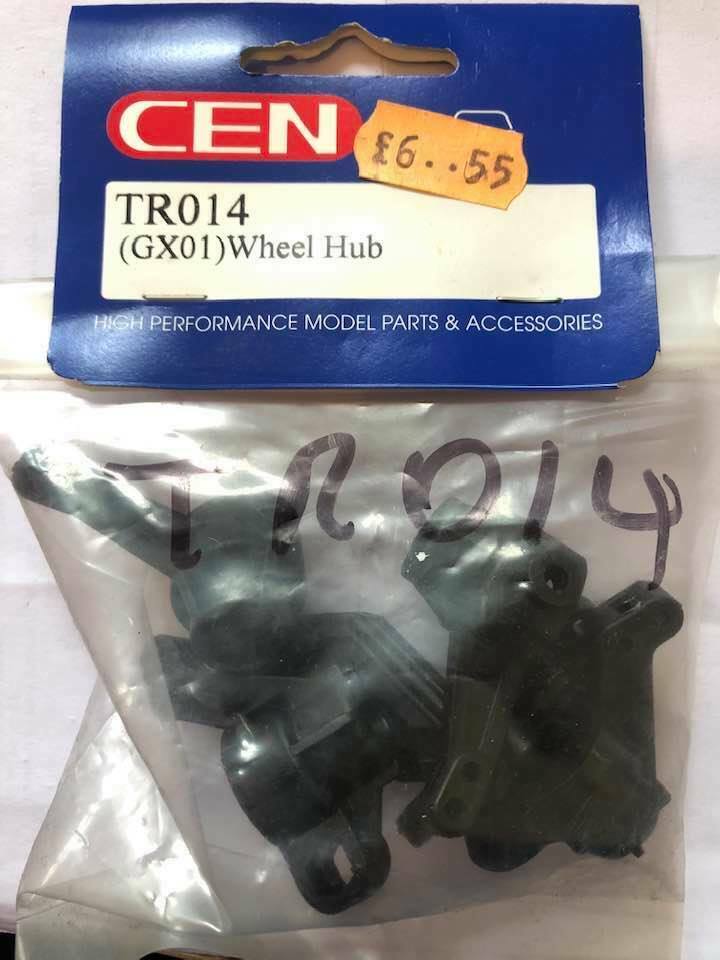 CEN
£6..55
TR014
(GX01)Wheel Hub
HIGH PERFORMANCE MODEL PARTS & ACCESSORIES
TR014